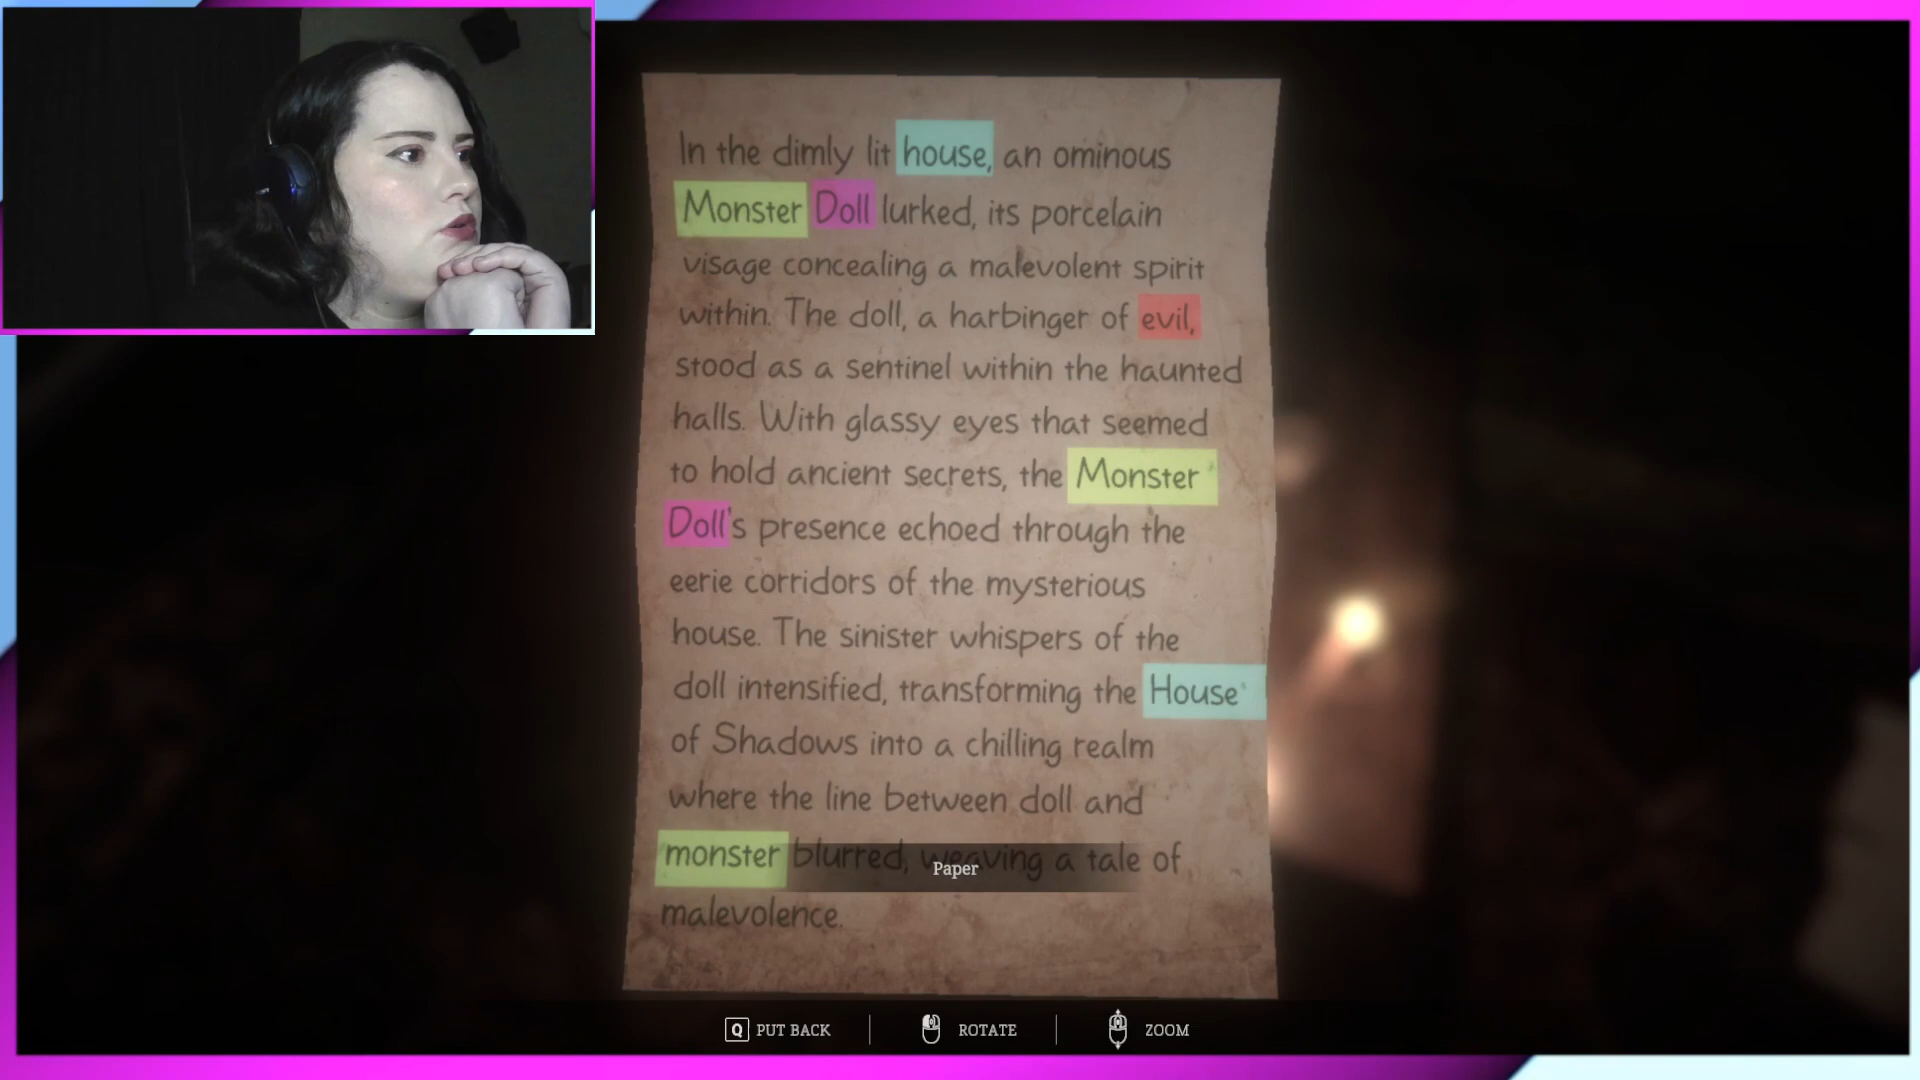 In the dimly lit house, an ominous
Monster Doll lurked, its porcelain
visage concealing a malevolent spirit
within. The doll, a harbinger of evil,
stood as a sentinel within the haunted
halls. With glassy eyes that seemed
to hold ancient secrets, the Monster
Doll's presence echoed through the
eerie corridors of the mysterious
house. The sinister whispers of the
doll intensified, transforming the House
of Shadows into a chilling realm
where the line between doll and
monster blurred, weaving a tale of
Paper
malevolence.
Q PUT BACK
ROTATE
ZOOM